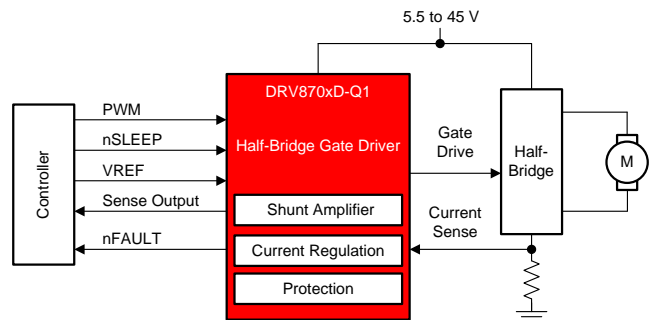 5.5 to 45 V
DRV870xD-Q1
Half-Bridge Gate Driver
Controller
PWM
nSLEEP
VREF
Sense Output
nFAULT
Shunt Amplifier
Current Regulation
Protection
Gate
Drive
Current
Sense
Half-
Bridge
M